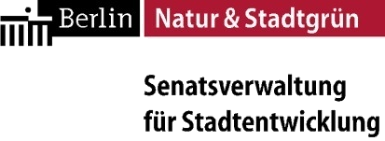 Berlin Natur & Stadtgrün
Senatsverwaltung
für Stadtentwicklung